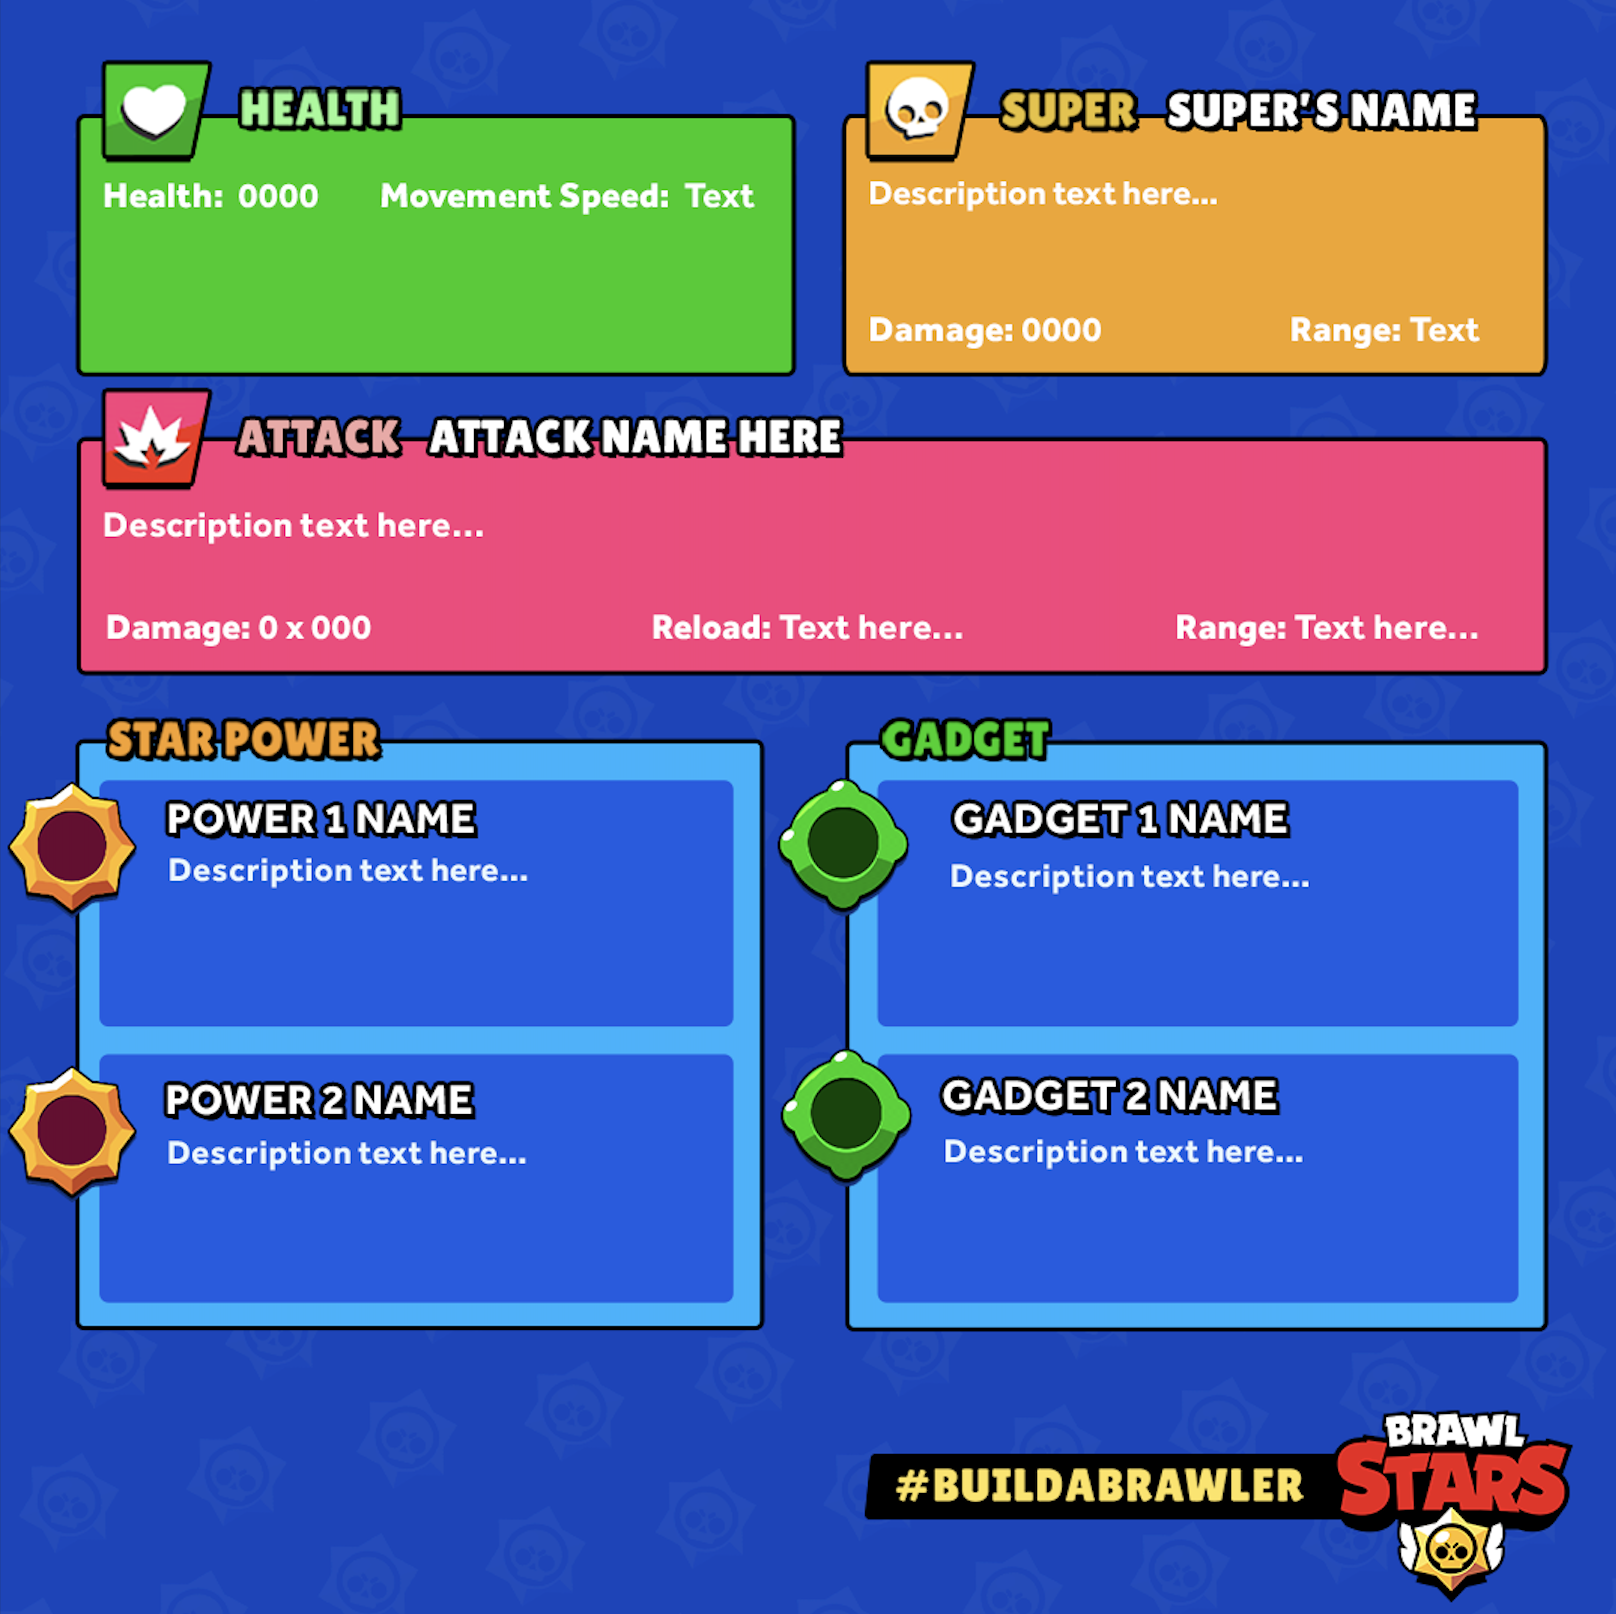 HEALTH
Health: 0000 Movement Speed: Text
SUPER SUPER'S NAME
Description text here...
Damage: 0000 Range: Text
ATTACK ATTACK NAME HERE
Description text here...
Damage: 0 x 000 Reload: Text here... Range: Text here...
STAR POWER
POWER 1 NAME
Description text here...
POWER 2 NAME
Description text here...
GADGET
GADGET 1 NAME
Description text here...
GADGET 2 NAME
Description text here...
#BUILDABRAWLER
BRAWL
STARS